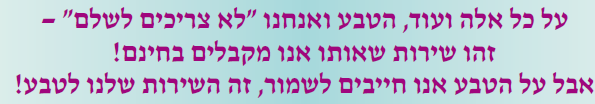 על כל אלה ועוד, הטבע ואנחנו "לא צריכים לשלם" –
זהו שירות שאותו אנו מקבלים בחינם!
אבל על הטבע אנו חייבים לשמור, זה השירות שלנו לטבע!